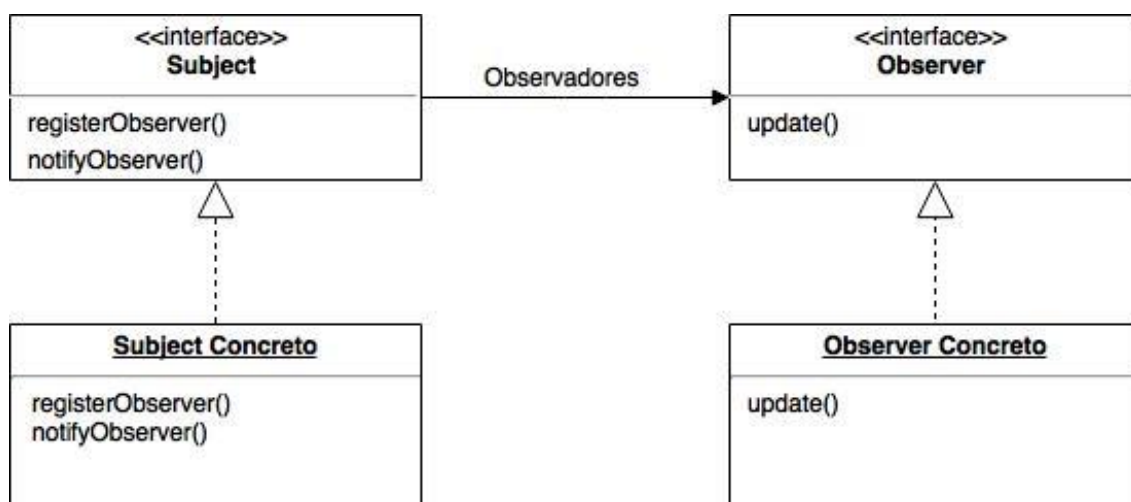 <<interface>>
Subject
registerObserver()
notifyObserver()
Observadores
<<interface>>
Observer
update()
Subject Concreto
registerObserver()
notifyObserver()
Observer Concreto
update()